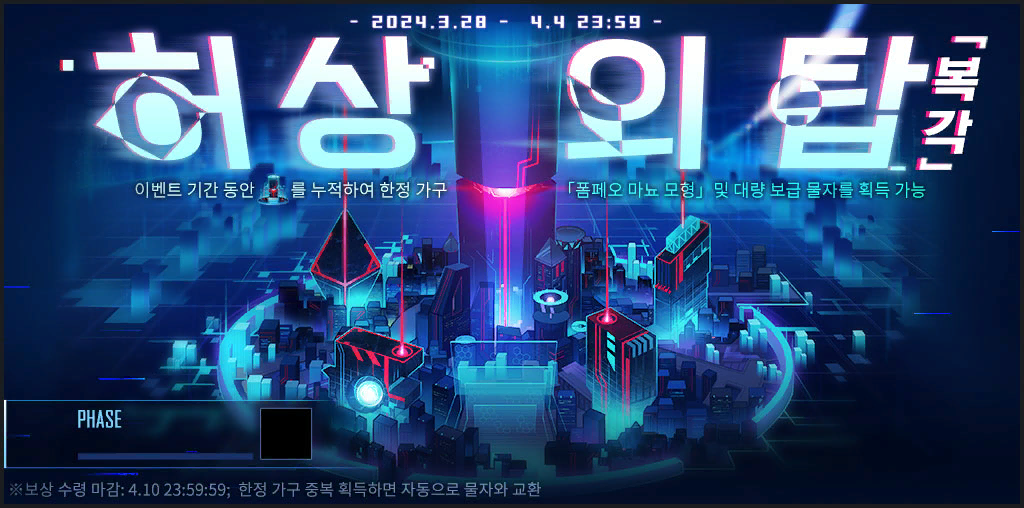 - 2024.3.28 - 4.4 23:59 -
허상의 탑
「복각」
이벤트 기간 동안 를 누적하여 한정 가구 「폼페오 마뇨 모형」 및 대량 보급 물자를 획득 가능
PHASE
※보상 수령 마감: 4.10 23:59:59; 한정 가구 중복 획득하면 자동으로 물자와 교환